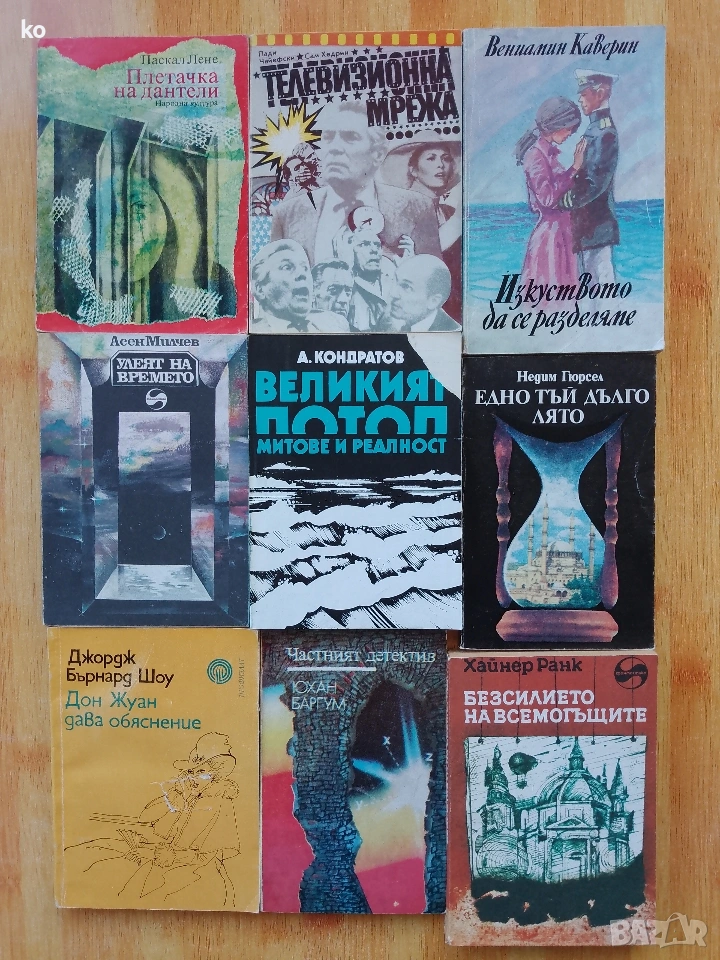 ko
Паскал Лене
Плетачка
на дантели
Народна култура
Пади
Чайефски Сам Хедрин
ТЕЛЕВИЗИОННА
МРЕЖА
Вениамин Каверин
Изкуството
да се разделяме
Асен Милчев
УЛЕЯТ НА
ВРЕМЕТО
А. КОНДРАТОВ
ВЕЛИКИЯТ
ПОТОП
МИТОВЕ И РЕАЛНОСТ
Недим Гюрсел
ЕДНО ТЪЙ ДЪЛГО
ЛЯТО
Джордж
Бърнард Шоу
Дон Жуан
дава обяснение
Частният детектив
ЮХАН
БАРГУМ
X
Z
Хайнер Ранк
БЕЗСИЛИЕТО
НА ВСЕМОГЪЩИТЕ
BAZAR